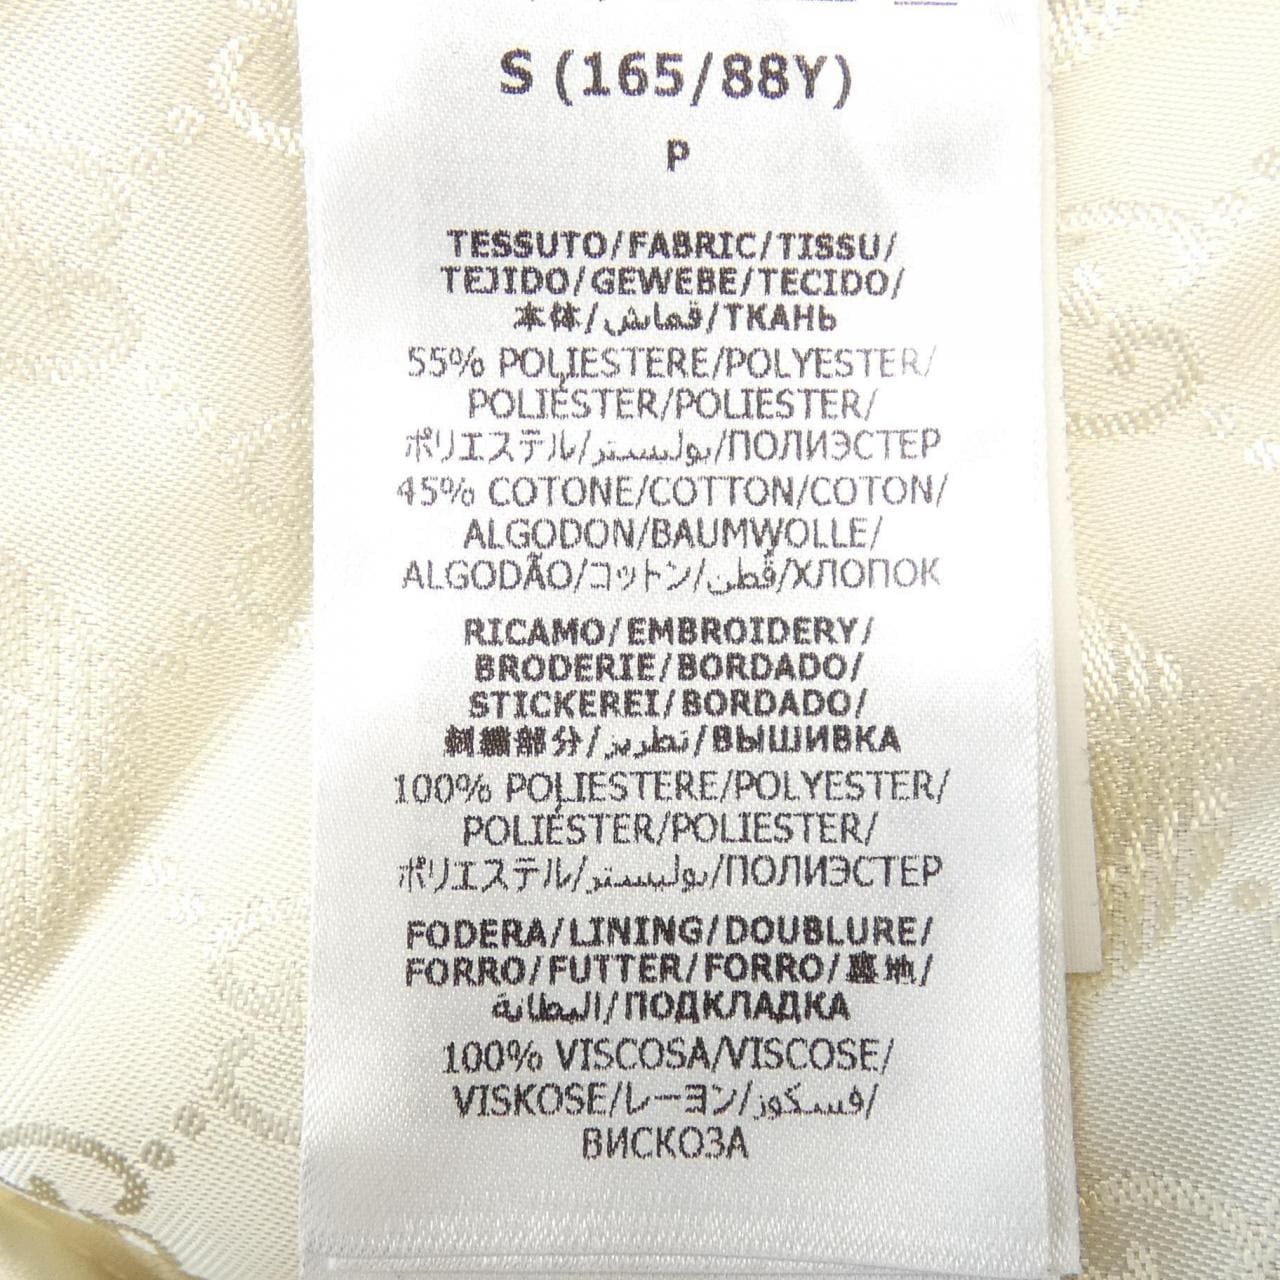 S (165/88Y)
P
TESSUTO/FABRIC/TISSU/
TEJIDO/GEWEBE/TECIDO/
本体/قماش/ТКАНЬ
55% POLIESTERE/POLYESTER/
POLIÉSTER/POLIESTER/
ポリエステル/بوليستر/ПОЛИЭСТЕР
45% COTONE/COTTON/COTON/
ALGODON/BAUMWOLLE/
ALGODÃO/コットン/قطن/ХЛОПОК
RICAMO/EMBROIDERY/
BRODERIE/BORDADO/
STICKEREI/BORDADO/
刺繍部分/تطريز/ВЫШИВКА
100% POLIESTERE/POLYESTER/
POLIÉSTER/POLIESTER/
ポリエステル/بوليستر/ПОЛИЭСТЕР
FODERA/LINING/DOUBLURE/
FORRO/FUTTER/FORRO/裏地/
البطانة/ПОДКЛАДКА
100% VISCOSA/VISCOSE/
VISKOSE/レーヨン/فسكوز/
ВИСКОЗА